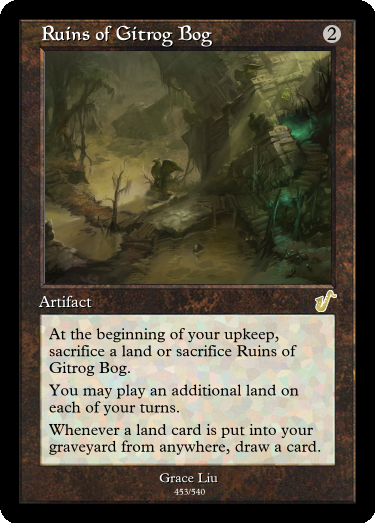 Ruins of Gitrog Bog 2
Artifact
At the beginning of your upkeep,
sacrifice a land or sacrifice Ruins of
Gitrog Bog.
You may play an additional land on
each of your turns.
Whenever a land card is put into your
graveyard from anywhere, draw a card.
Grace Liu
453/540